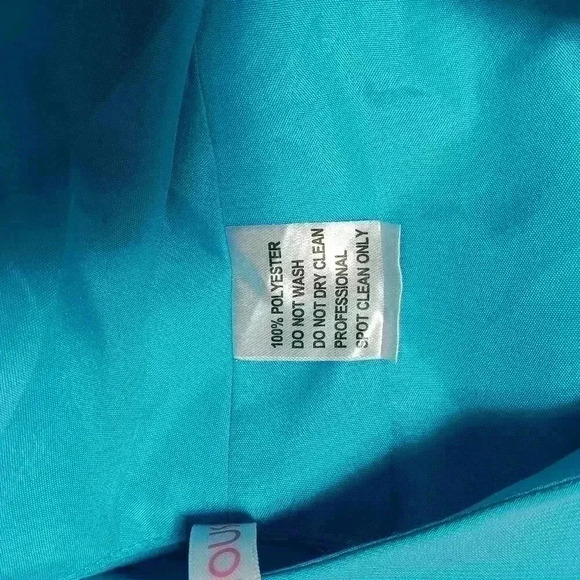 100% POLYESTER
DO NOT WASH
DO NOT DRY CLEAN
PROFESSIONAL
SPOT CLEAN ONLY